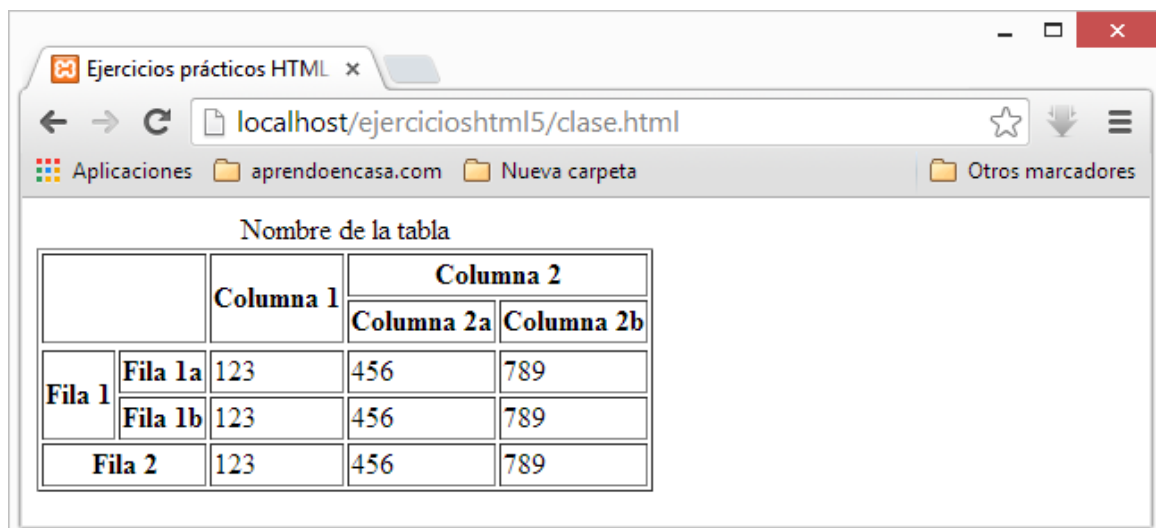 Ejercicios prácticos HTML
localhost/ejercicioshtml5/clase.html
Aplicaciones aprendoencasa.com Nueva carpeta Otros marcadores
Nombre de la tabla
Columna 1 Columna 2
Columna 2a Columna 2b
Fila 1 Fila 1a 123 456 789
Fila 1b 123 456 789
Fila 2 123 456 789